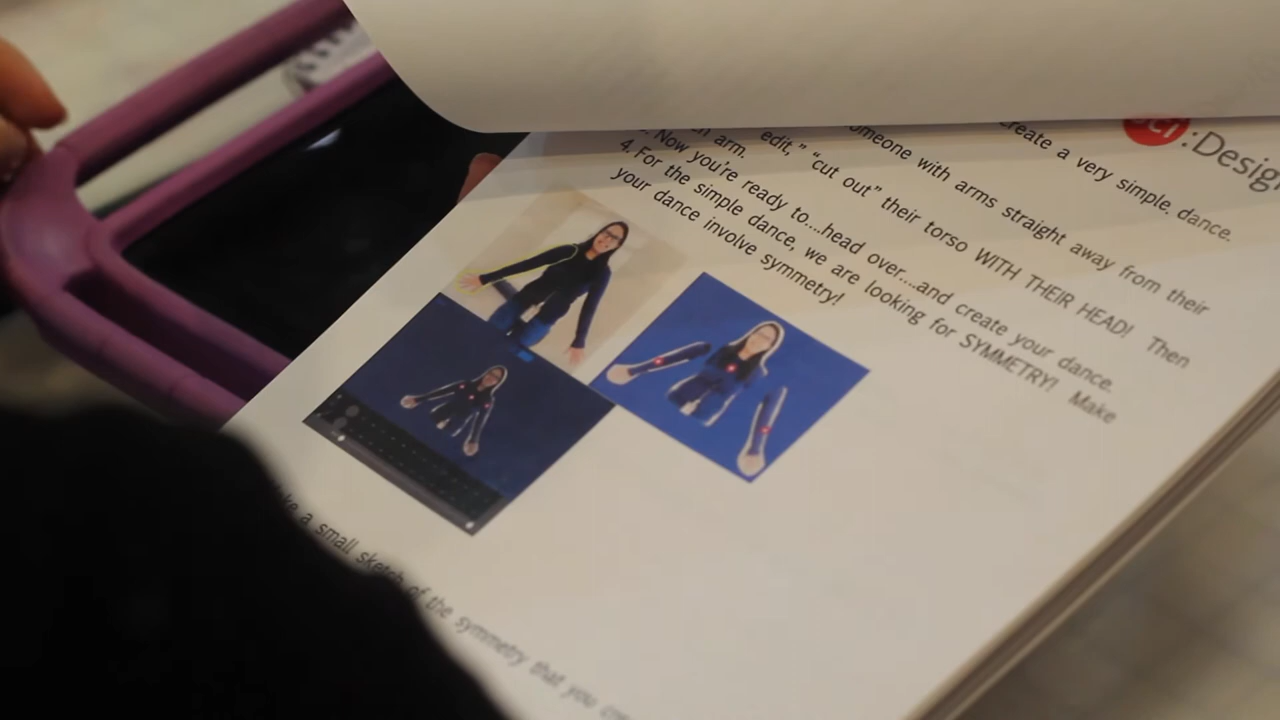 :Desig
create a very simple, dance.
with arms straight away from their
edit," "cut out" their torso WITH THEIR HEAD! Then
arm.
Now you're ready to....head over....and create your dance.
4. For the simple dance, we are looking for SYMMETRY! Make
your dance involve symmetry!
a small sketch of the symmetry that you